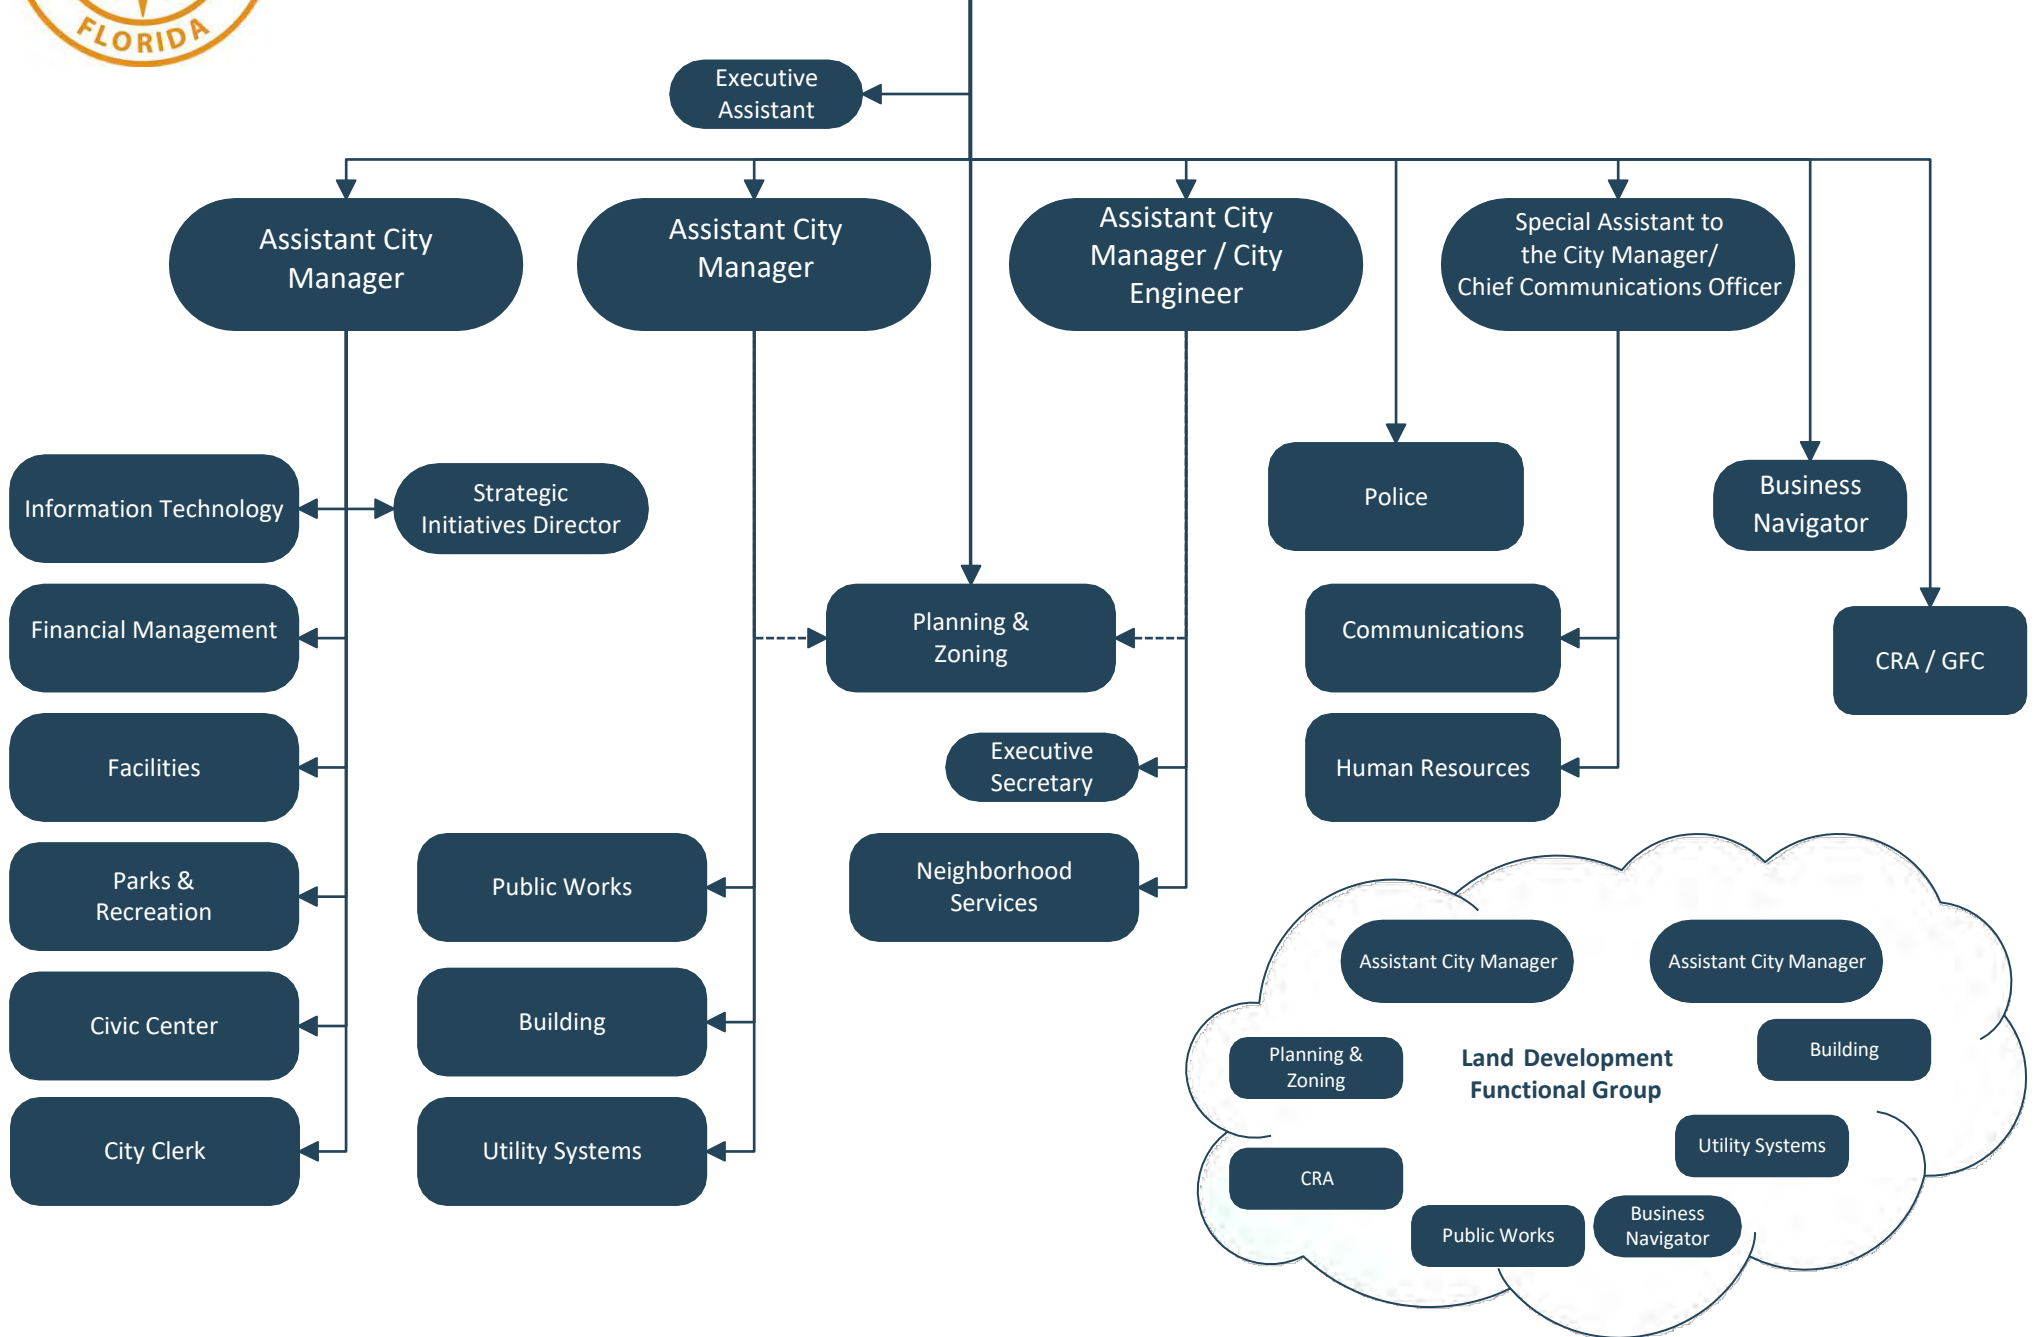 FLORIDA
Executive
Assistant
Assistant City
Manager
Assistant City
Manager
Assistant City
Manager / City
Engineer
Special Assistant to
the City Manager/
Chief Communications Officer
Information Technology
Strategic
Initiatives Director
Police
Business
Navigator
Financial Management
Planning &
Zoning
Communications
CRA / GFC
Facilities
Executive
Secretary
Human Resources
Parks &
Recreation
Public Works
Neighborhood
Services
Civic Center
Building
City Clerk
Utility Systems
Assistant City Manager
Assistant City Manager
Planning &
Zoning
Land Development
Functional Group
Building
Utility Systems
CRA
Public Works
Business
Navigator